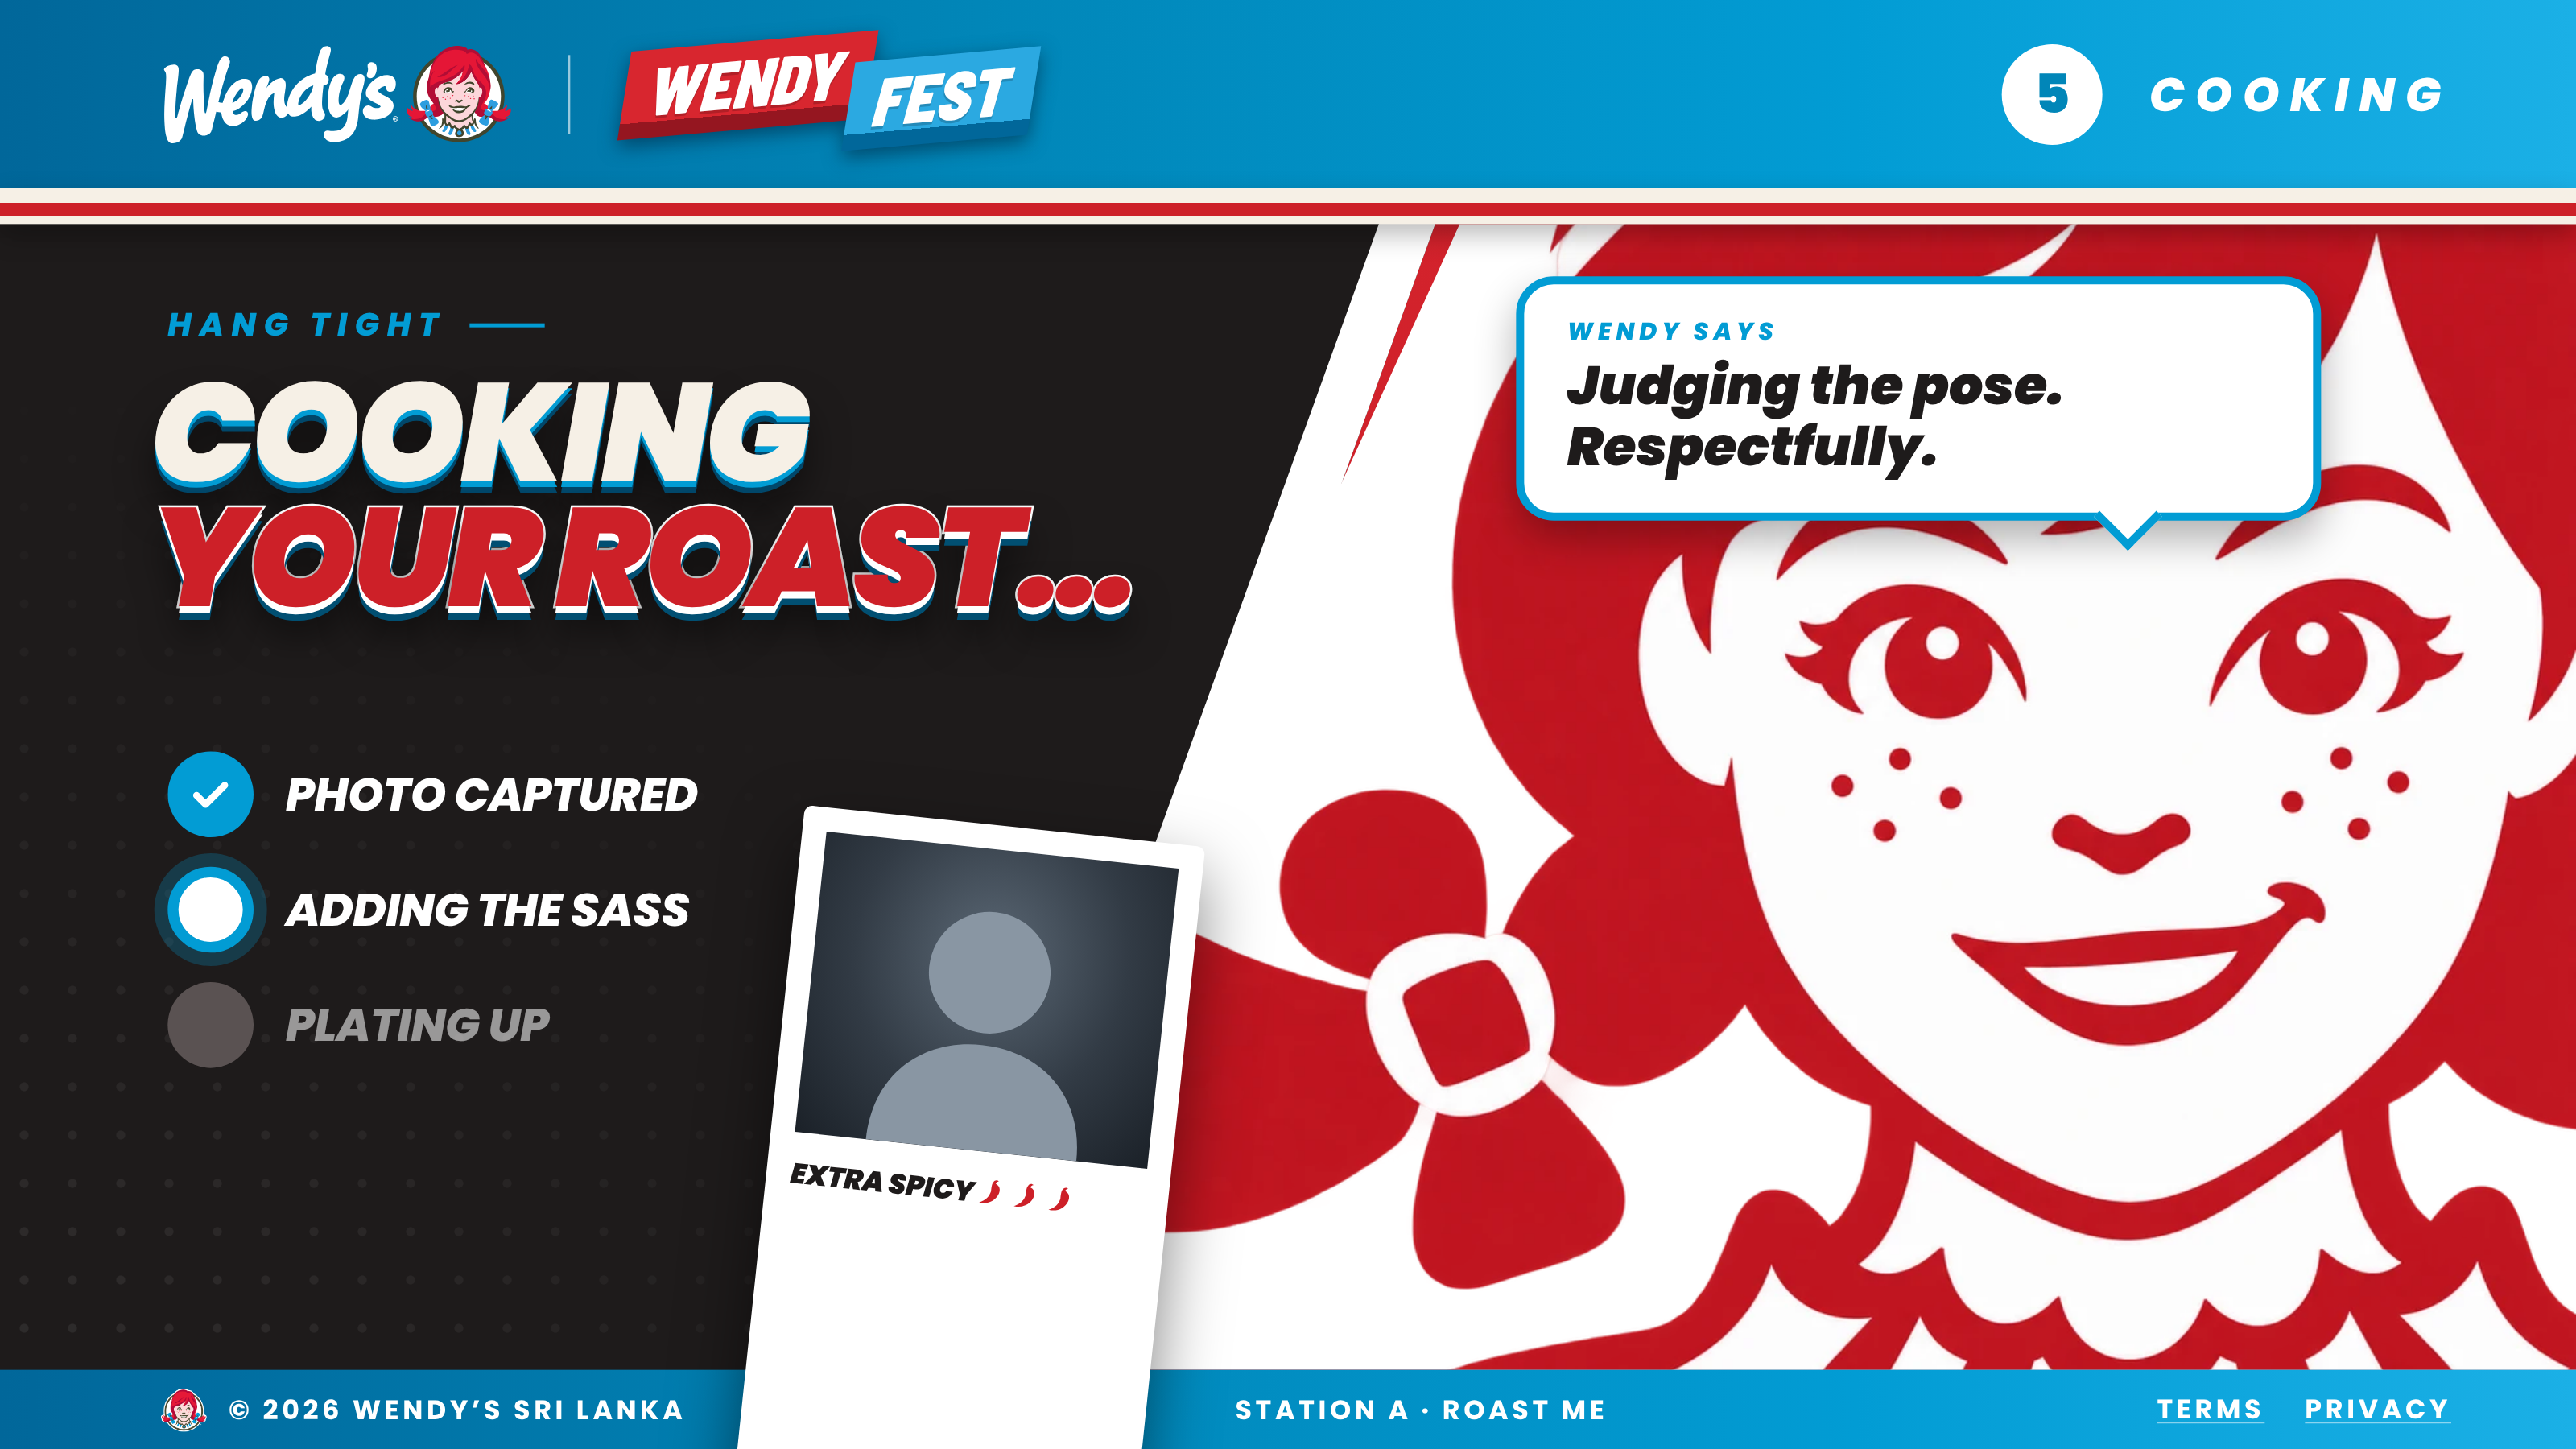 Wendy's
WENDY
FEST
5 COOKING
HANG TIGHT
COOKING
YOUR ROAST...
WENDY SAYS
Judging the pose.
Respectfully.
PHOTO CAPTURED
ADDING THE SASS
PLATING UP
EXTRA SPICY
© 2026 WENDY’S SRI LANKA
STATION A · ROAST ME
TERMS
PRIVACY